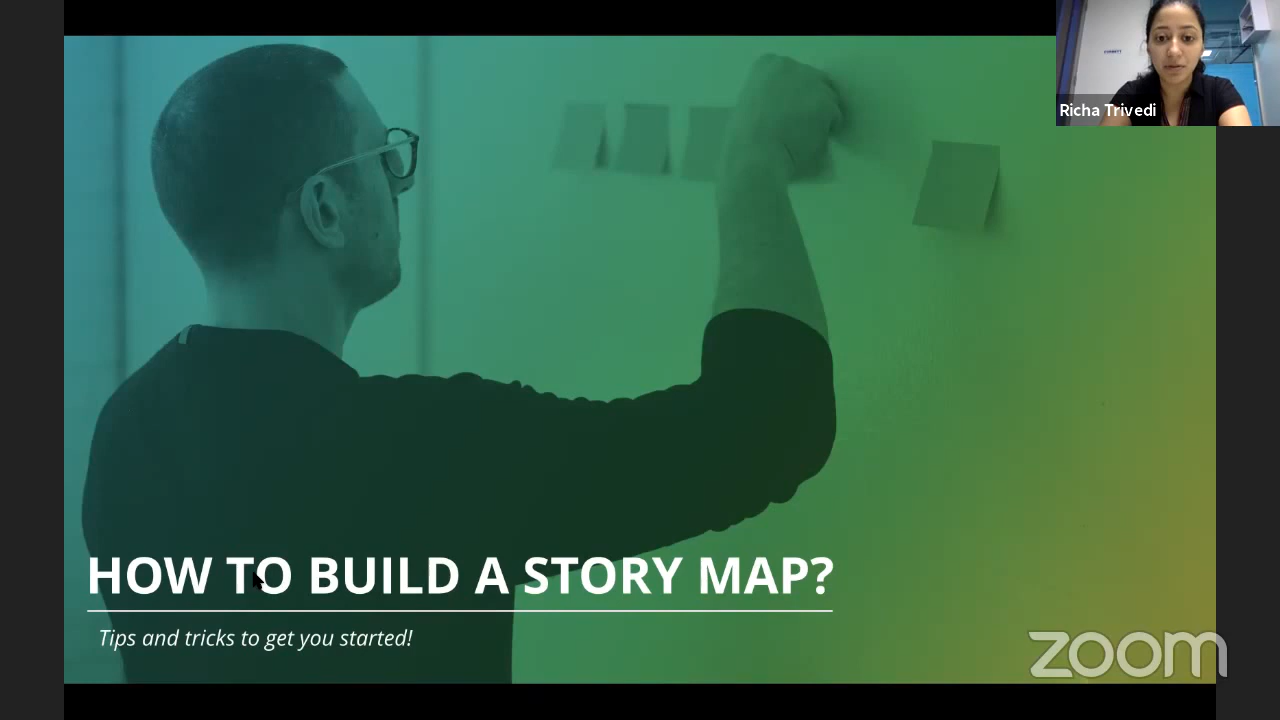 Richa Trivedi
HOW TO BUILD A STORY MAP?
Tips and tricks to get you started!
zoom